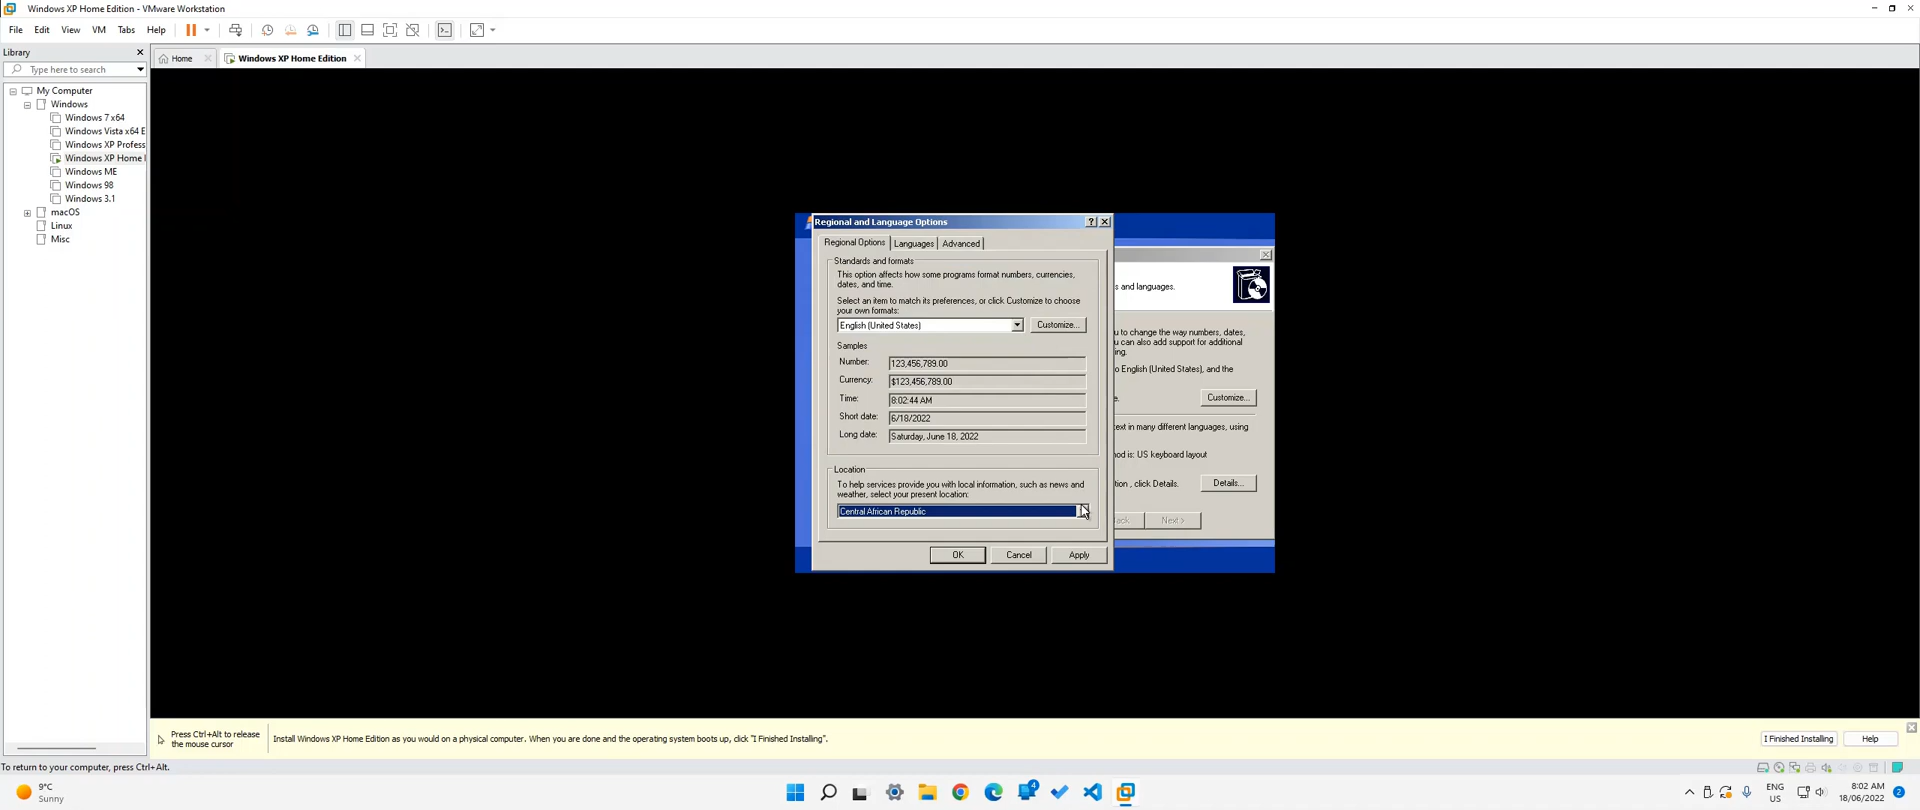 Windows XP Home Edition - VMware Workstation
File Edit View VM Tabs Help
Library
Type here to search
My Computer
Windows
Windows 7 x64
Windows Vista x64 E
Windows XP Profess
Windows XP Home
Windows ME
Windows 98
Windows 3.1
macOS
Linux
Misc
Home
Windows XP Home Edition
Regional and Language Options
Regional Options Languages Advanced
Standards and formats
This option affects how some programs format numbers, currencies,
dates, and time.
Select an item to match its preferences, or click Customize to choose
your own formats:
English (United States) Customize...
Samples
Number: 123,456,789.00
Currency: $123,456,789.00
Time: 8:02:44 AM
Short date: 6/18/2022
Long date: Saturday, June 18, 2022
Location
To help services provide you with local information, such as news and
weather, select your present location:
Central African Republic
OK Cancel Apply
s and languages.
u to change the way numbers, dates,
can also add support for additional
ng.
o English (United States), and the
e. Customize...
text in many different languages, using
od is: US keyboard layout
tion , click Details. Details...
ack Next >
Press Ctrl+Alt to release
the mouse cursor
Install Windows XP Home Edition as you would on a physical computer. When you are done and the operating system boots up, click "I Finished Installing".
I Finished Installing Help
To return to your computer, press Ctrl+Alt.
9°C
Sunny
4
ENG
US
8:02 AM
18/06/2022
2